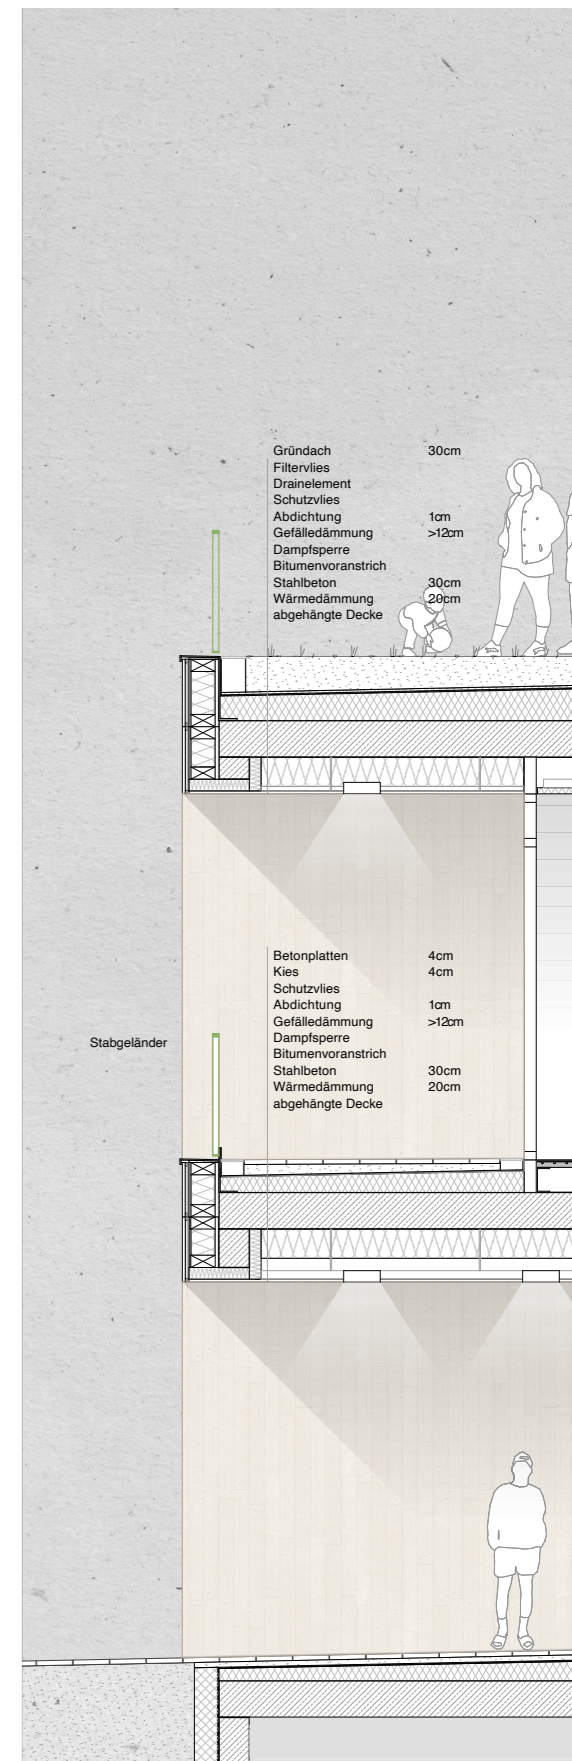 Gründach 30cm
Filtervlies
Drainelement
Schutzvlies
Abdichtung 1cm
Gefälledämmung >12cm
Dampfsperre
Bitumenvoranstrich
Stahlbeton 30cm
Wärmedämmung 20cm
abgehängte Decke
Betonplatten 4cm
Kies 4cm
Schutzvlies
Abdichtung 1cm
Gefälledämmung >12cm
Stabgeländer
Dampfsperre
Bitumenvoranstrich
Stahlbeton 30cm
Wärmedämmung 20cm
abgehängte Decke